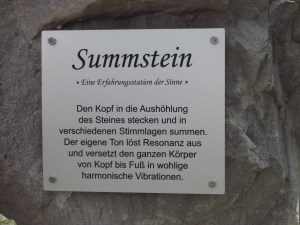 Summstein
• Eine Erfahrungsstation der Sinne •
Den Kopf in die Aushöhlung
des Steines stecken und in
verschiedenen Stimmlagen summen.
Der eigene Ton löst Resonanz aus
und versetzt den ganzen Körper
von Kopf bis Fuß in wohlige
harmonische Vibrationen.